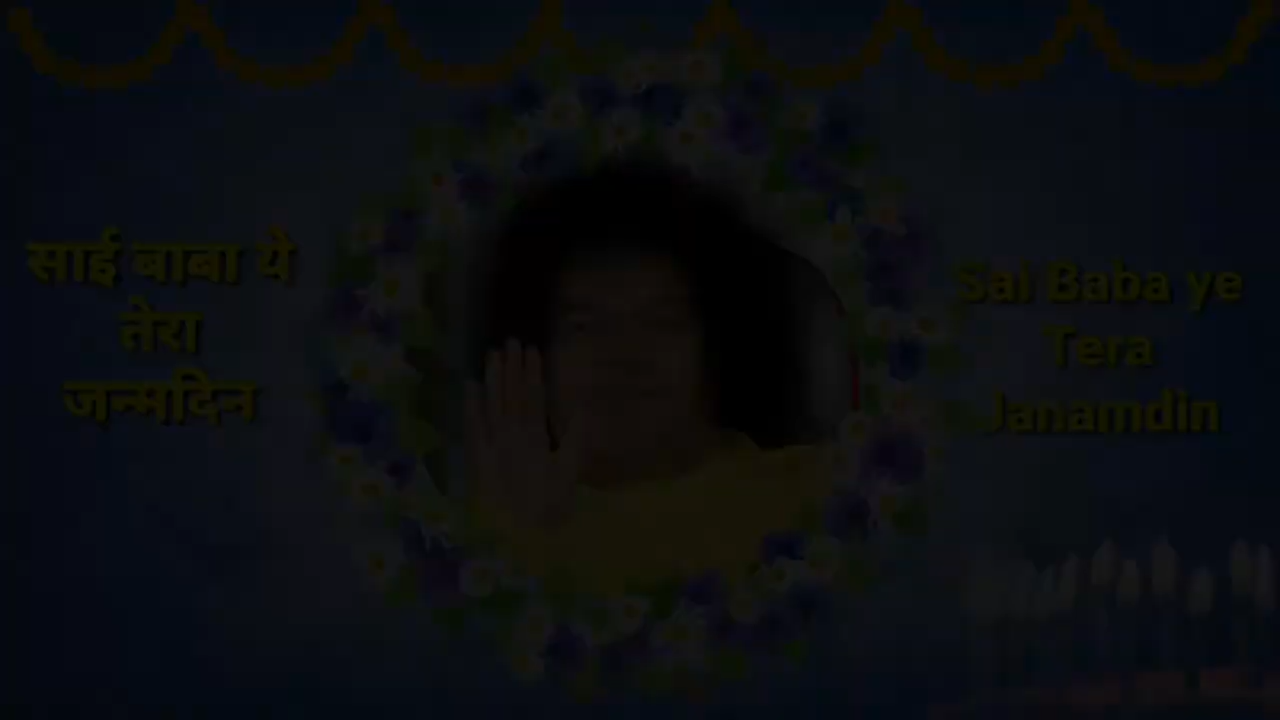 साई बाबा ये
तेरा
जन्मदिन
Sai Baba ye
Tera
Janamdin